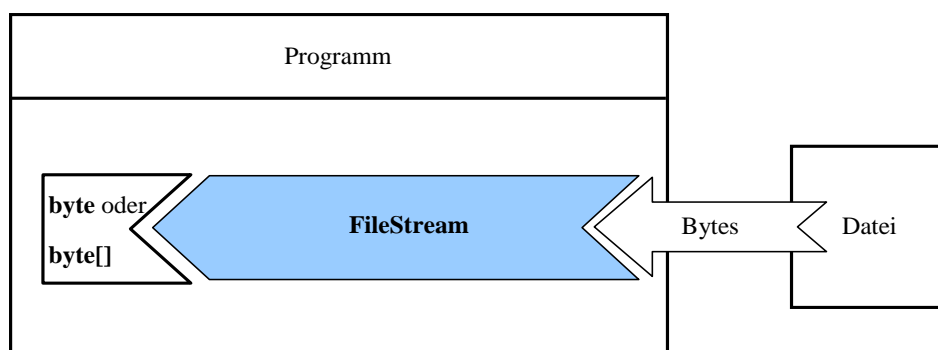 Programm
byte oder
byte[]
FileStream
Bytes
Datei